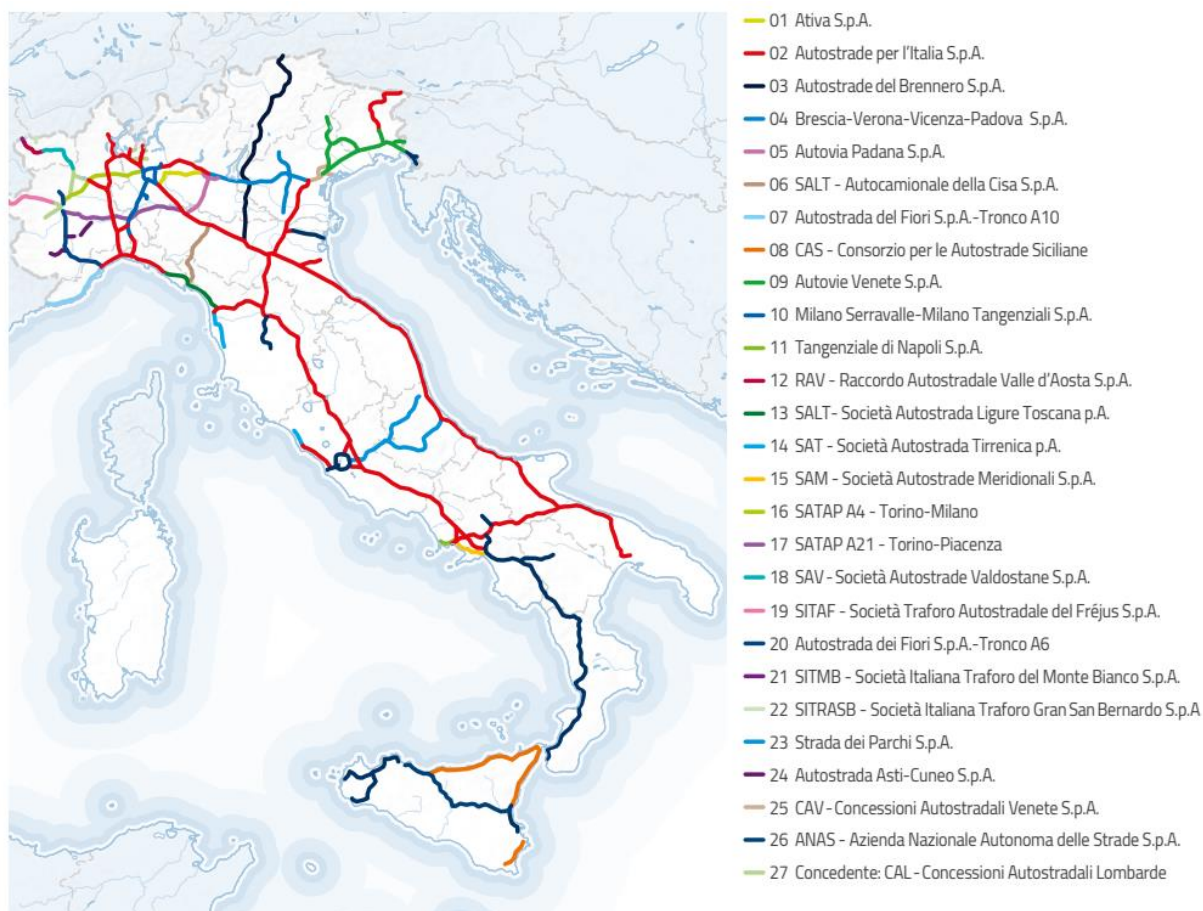 01 Ativa S.p.A.
02 Autostrade per l'Italia S.p.A.
03 Autostrade del Brennero S.p.A.
04 Brescia-Verona-Vicenza-Padova S.p.A.
05 Autovia Padana S.p.A.
06 SALT - Autocamionale della Cisa S.p.A.
07 Autostrada del Fiori S.p.A.-Tronco A10
08 CAS - Consorzio per le Autostrade Siciliane
09 Autovie Venete S.p.A.
10 Milano Serravalle-Milano Tangenziali S.p.A.
11 Tangenziale di Napoli S.p.A.
12 RAV - Raccordo Autostradale Valle d'Aosta S.p.A.
13 SALT- Società Autostrada Ligure Toscana p.A.
14 SAT - Società Autostrada Tirrenica p.A.
15 SAM - Società Autostrade Meridionali S.p.A.
16 SATAP A4 - Torino-Milano
17 SATAP A21 - Torino-Piacenza
18 SAV - Società Autostrade Valdostane S.p.A.
19 SITAF - Società Traforo Autostradale del Fréjus S.p.A.
20 Autostrada dei Fiori S.p.A.-Tronco A6
21 SITMB - Società Italiana Traforo del Monte Bianco S.p.A.
22 SITRASB - Società Italiana Traforo Gran San Bernardo S.p.A
23 Strada dei Parchi S.p.A.
24 Autostrada Asti-Cuneo S.p.A.
25 CAV - Concessioni Autostradali Venete S.p.A.
26 ANAS - Azienda Nazionale Autonoma delle Strade S.p.A.
27 Concedente: CAL - Concessioni Autostradali Lombarde